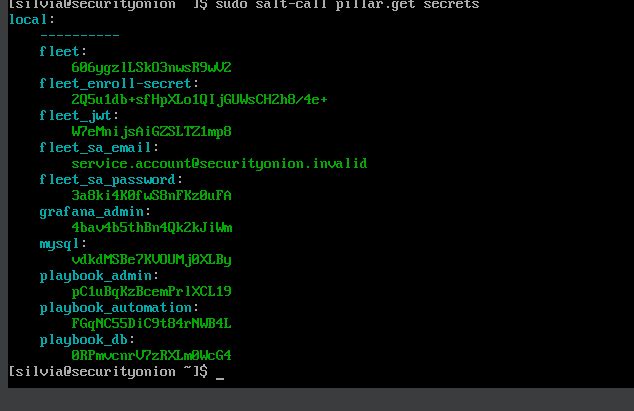 [silvia@securityonion ~]$ sudo salt-call pillar.get secrets
local:
----------
fleet:
606ygzlLSkO3nwsR9wV2
fleet_enroll-secret:
2Q5u1db+sfHpXLo1QIjGUWsCH2h8/4e+
fleet_jwt:
W7eMnijsAiGZSLTZ1mp8
fleet_sa_email:
service.account@securityonion.invalid
fleet_sa_password:
3a8ki4K0fwS8nFKz0uFA
grafana_admin:
4bav4b5thBn4Qk2kJiWm
mysql:
vdkdMSBe7KVOUMj0XLBy
playbook_admin:
pC1uBqKzBcemPrlXCL19
playbook_automation:
FGqNC55DiC9t84rNWB4L
playbook_db:
0RPmvcnrV7zRXLm0WcG4
[silvia@securityonion ~]$ _